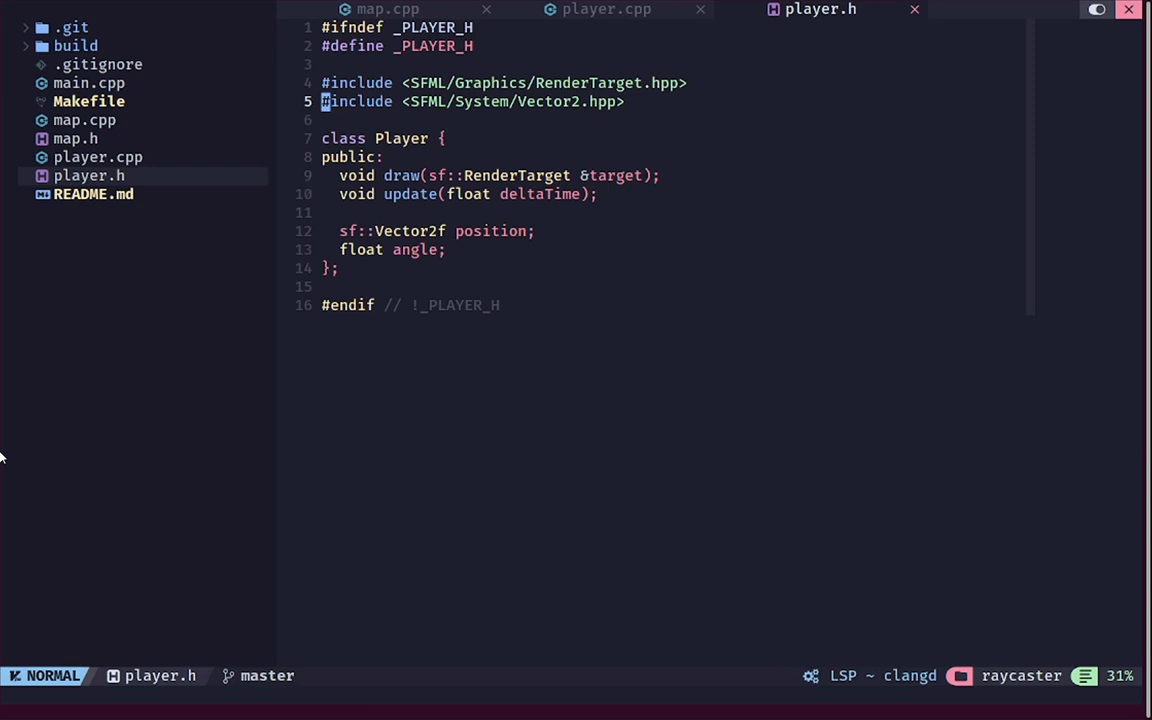 map.cpp player.cpp player.h
.git
build
.gitignore
main.cpp
Makefile
map.cpp
map.h
player.cpp
player.h
README.md
1 #ifndef _PLAYER_H
2 #define _PLAYER_H
3
4 #include <SFML/Graphics/RenderTarget.hpp>
5 #include <SFML/System/Vector2.hpp>
6
7 class Player {
8 public:
9 void draw(sf::RenderTarget &target);
10 void update(float deltaTime);
11
12 sf::Vector2f position;
13 float angle;
14 };
15
16 #endif // !_PLAYER_H
NORMAL player.h master LSP ~ clangd raycaster 31%